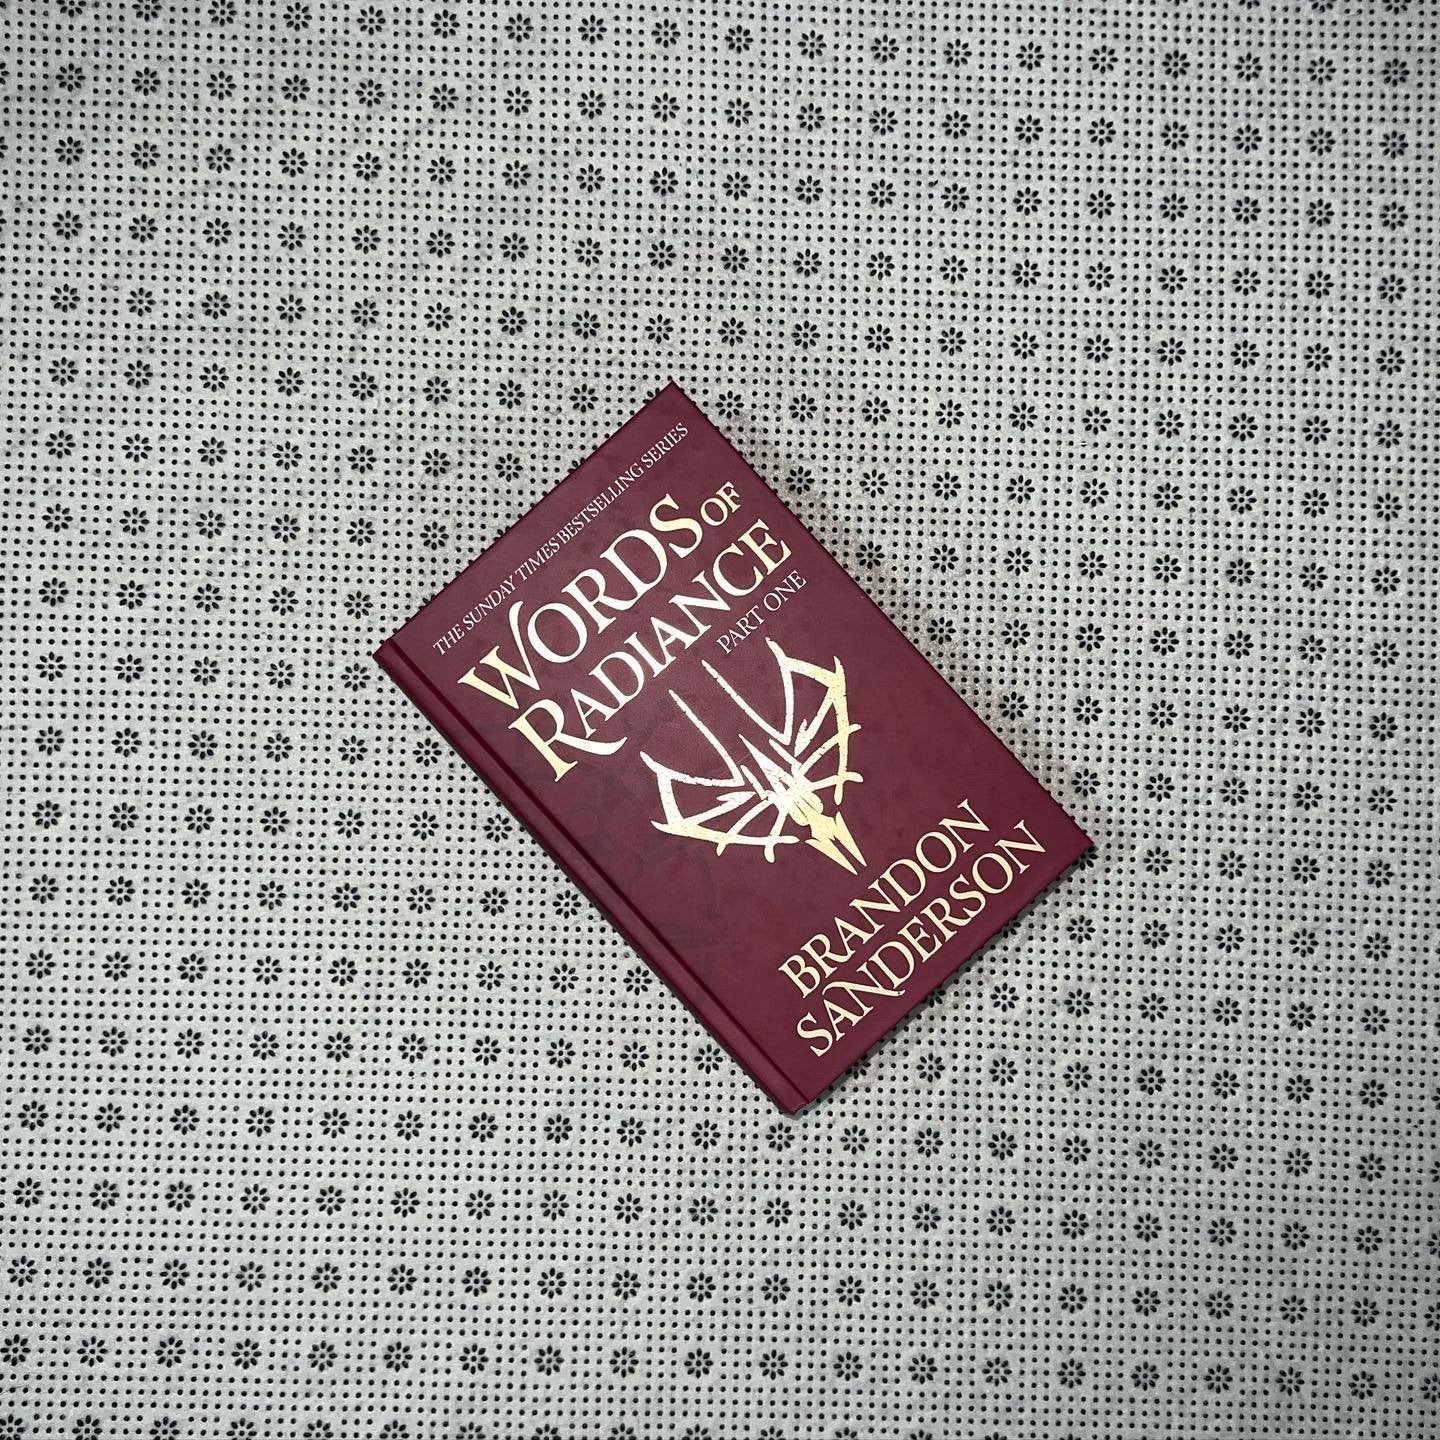 THE SUNDAY TIMES BESTSELLING SERIES
WORDS OF
RADIANCE
PART ONE
BRANDON
SANDERSON